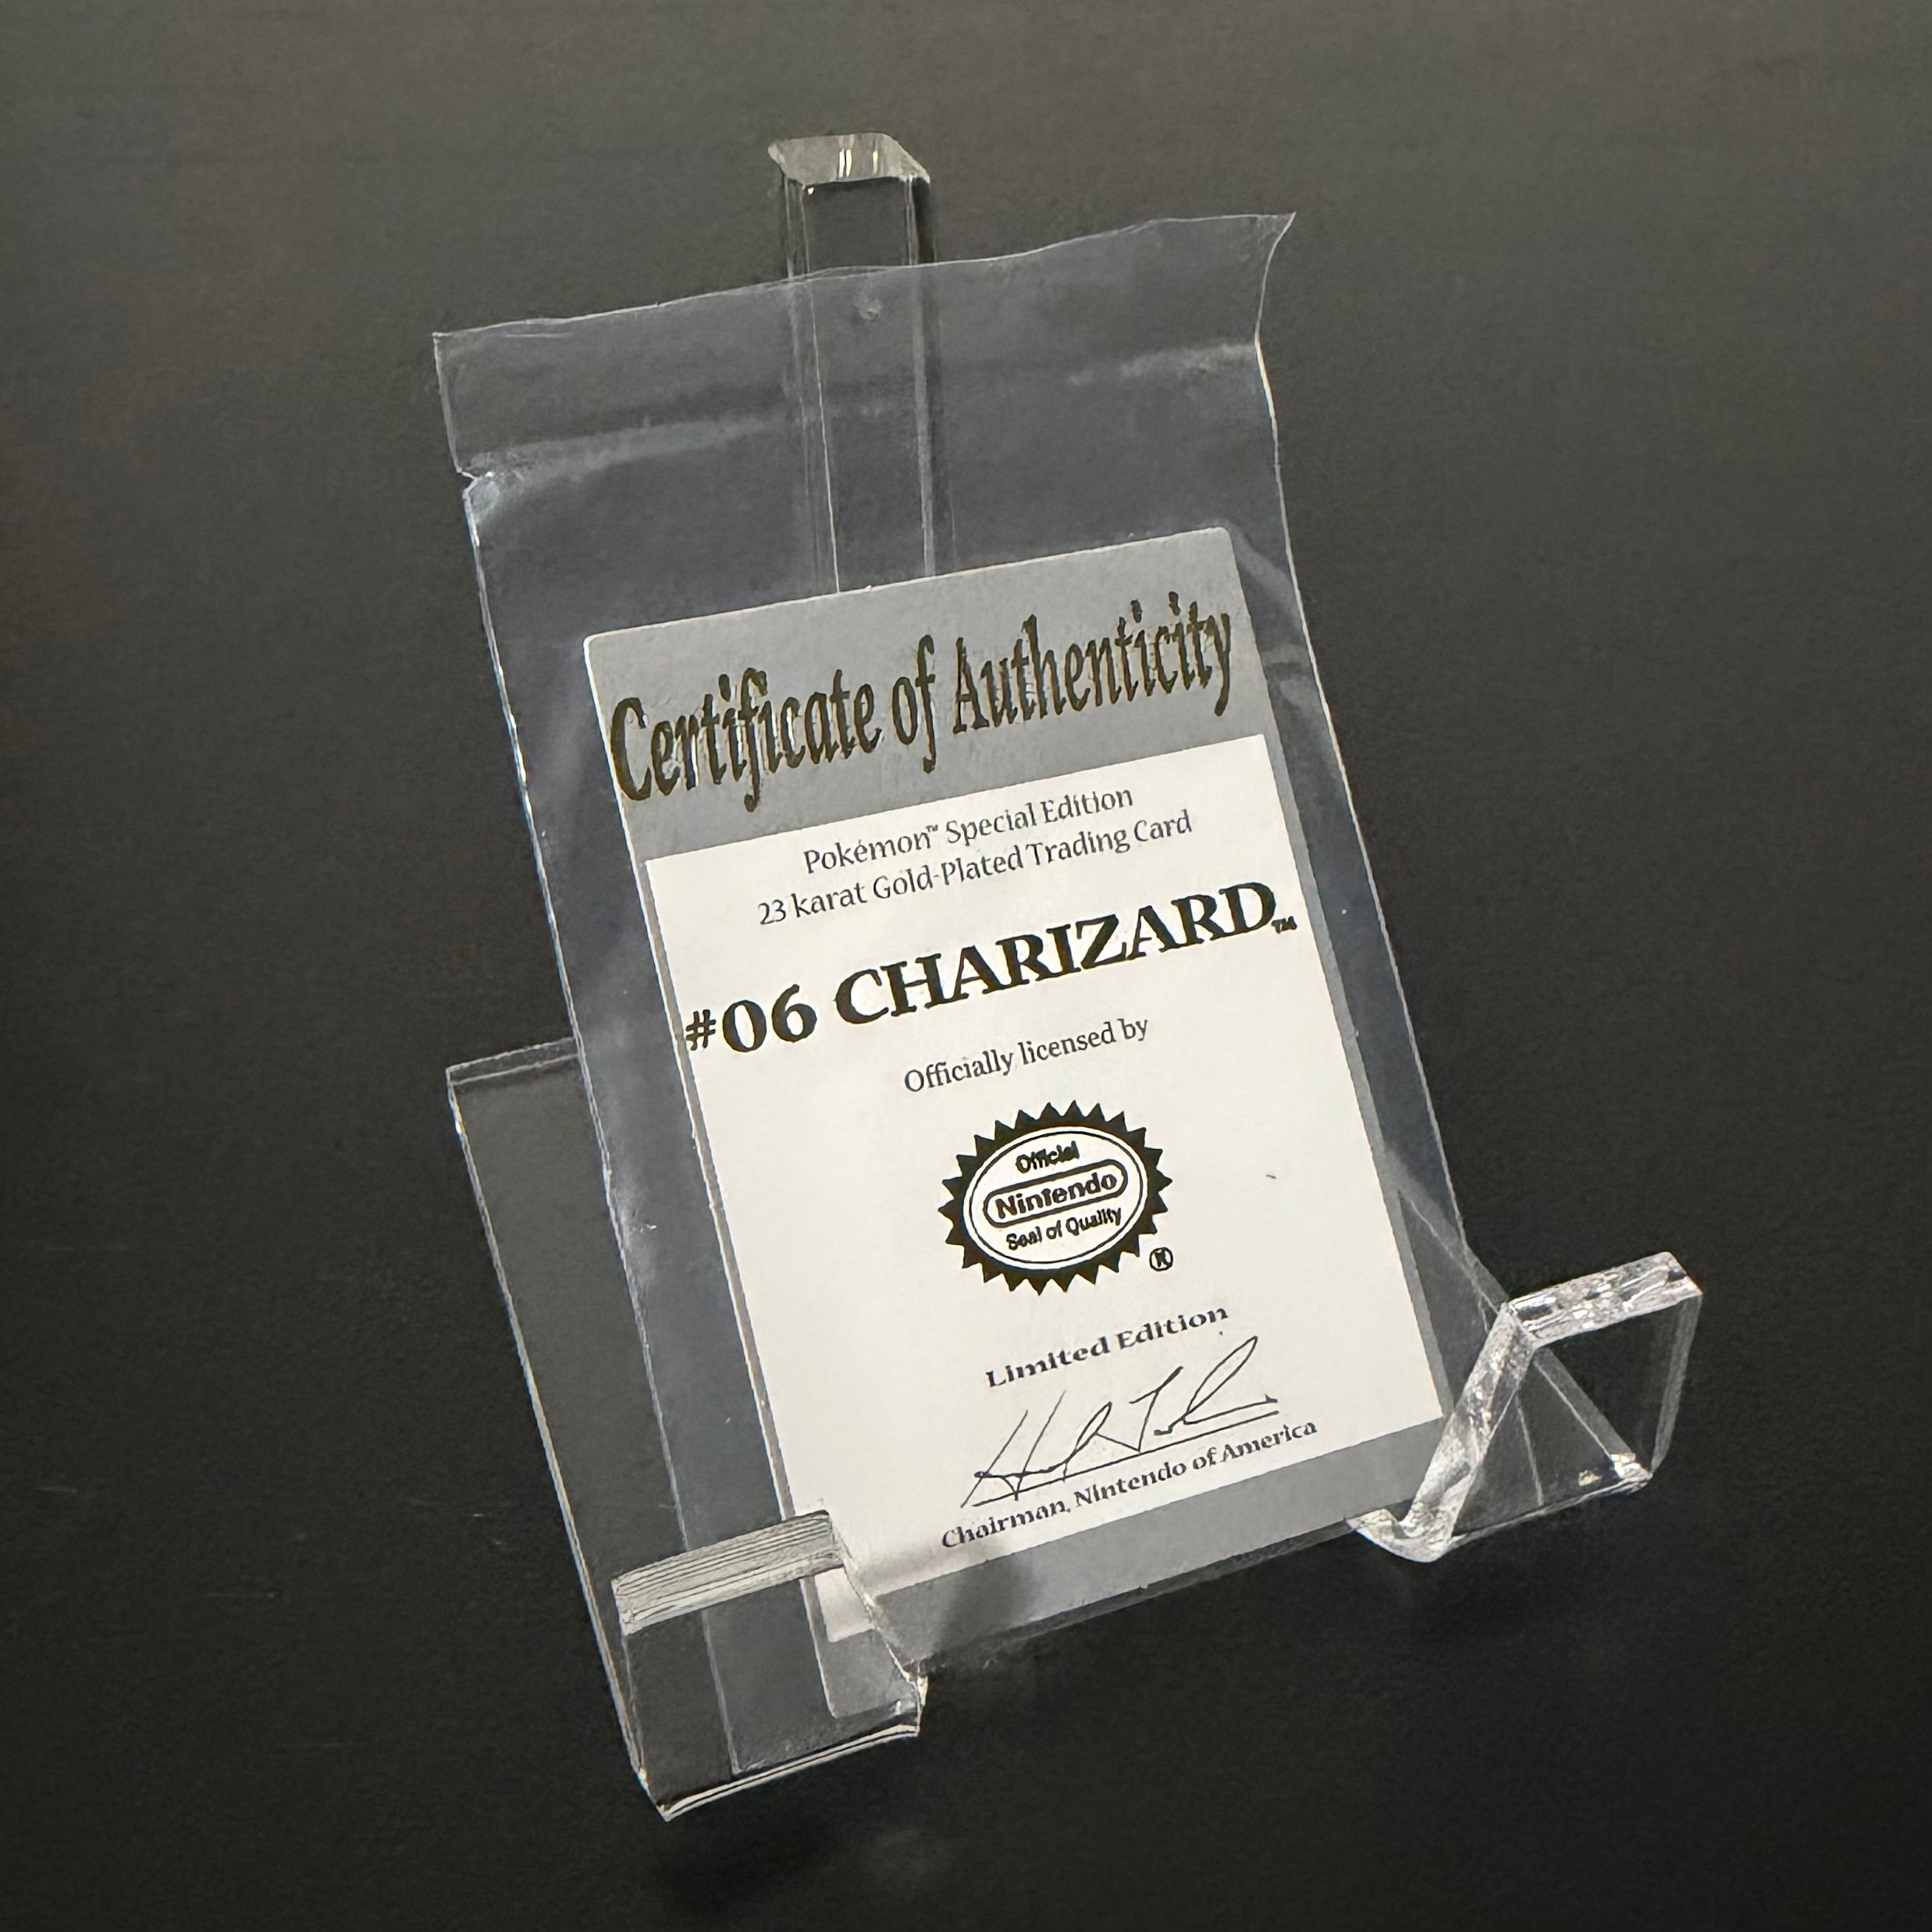 Certificate of Authenticity
Pokémon™ Special Edition
23 karat Gold-Plated Trading Card
#06 CHARIZARD™
Officially licensed by
Official
Nintendo
Seal of Quality
®
Limited Edition
Chairman, Nintendo of America